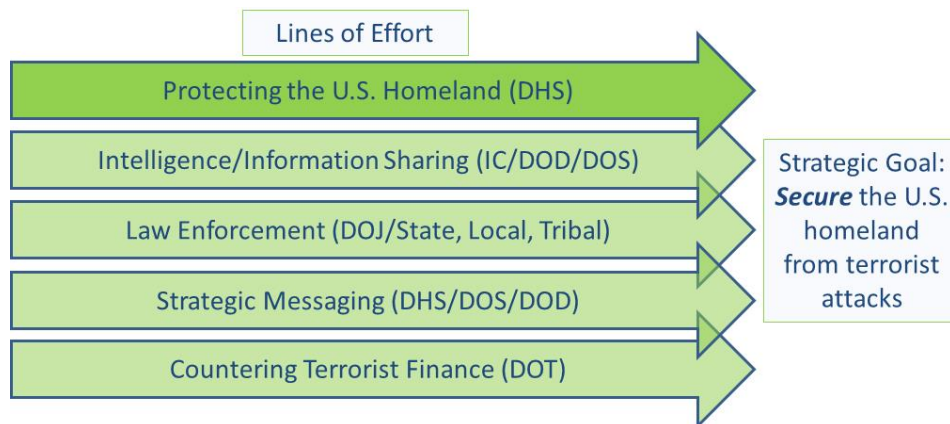 Lines of Effort
Protecting the U.S. Homeland (DHS)
Intelligence/Information Sharing (IC/DOD/DOS)
Law Enforcement (DOJ/State, Local, Tribal)
Strategic Messaging (DHS/DOS/DOD)
Countering Terrorist Finance (DOT)
Strategic Goal:
Secure the U.S.
homeland
from terrorist
attacks